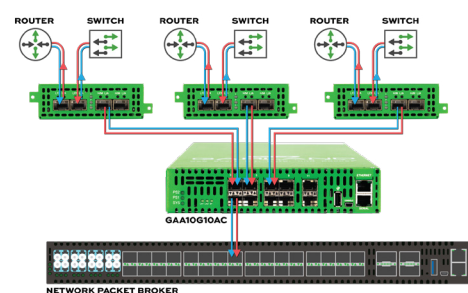 ROUTER SWITCH ROUTER SWITCH ROUTER SWITCH
GAA10G10AC
NETWORK PACKET BROKER